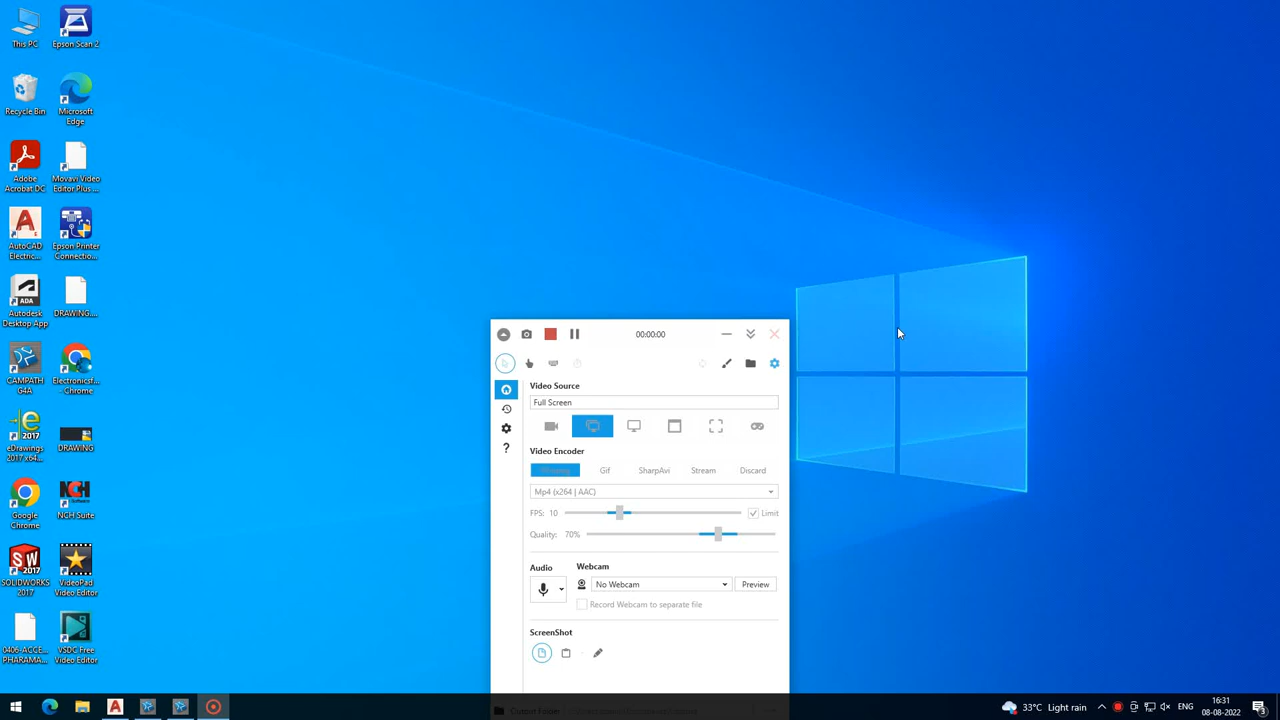 This PC
Epson Scan 2
Recycle Bin
Microsoft
Edge
Adobe
Acrobat DC
Movavi Video
Editor Plus ...
AutoCAD
Electric...
Epson Printer
Connectio...
Autodesk
Desktop App
DRAWING....
CAMPATH
G4A
Electronicsf...
- Chrome
eDrawings
2017 x64...
DRAWING
Google
Chrome
NCH Suite
SOLIDWORKS
2017
VideoPad
Video Editor
0406-ACCE...
PHARAMA...
VSDC Free
Video Editor
00:00:00
Video Source
Full Screen
Video Encoder
Gif
SharpAvi
Stream
Discard
Mp4 (x264 | AAC)
FPS: 10
Limit
Quality: 70%
Audio
Webcam
No Webcam
Preview
Record Webcam to separate file
ScreenShot
33°C Light rain
ENG
16:31
08-08-2022